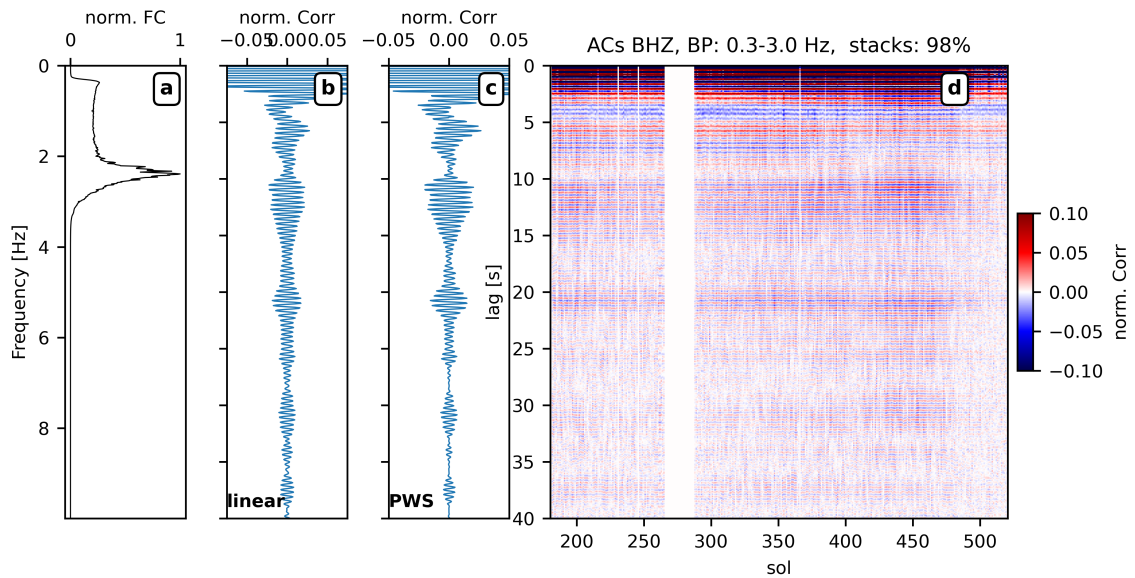 norm. FC
0 1
a
0
2
4
6
8
Frequency [Hz]
norm. Corr
−0.05 0.00 0.05
b
linear
norm. Corr
−0.05 0.00 0.05
c
PWS
ACs BHZ, BP: 0.3-3.0 Hz, stacks: 98%
d
0
5
10
15
20
25
30
35
40
lag [s]
200 250 300 350 400 450 500
sol
0.10
0.05
0.00
−0.05
−0.10
norm. Corr